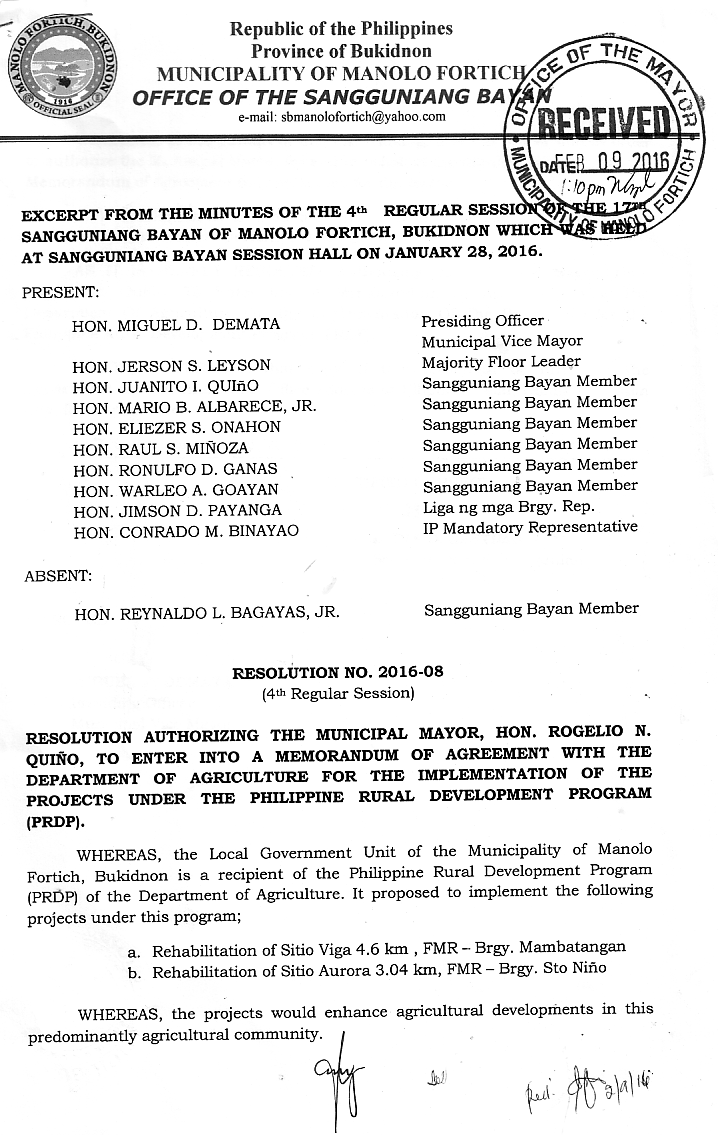 MANOLO FORTICH, BUKIDNON
1914
OFFICIAL SEAL
Republic of the Philippines
Province of Bukidnon
MUNICIPALITY OF MANOLO FORTICH
OFFICE OF THE SANGGUNIANG BAYAN
e-mail: sbmanolofortich@yahoo.com
OFFICE OF THE MAYOR
RECEIVED
DATE FEB 09 2016
1:10 pm
MUNICIPALITY OF MANOLO FORTICH
EXCERPT FROM THE MINUTES OF THE 4th REGULAR SESSION OF THE 17TH
SANGGUNIANG BAYAN OF MANOLO FORTICH, BUKIDNON WHICH WAS HELD
AT SANGGUNIANG BAYAN SESSION HALL ON JANUARY 28, 2016.
PRESENT:
HON. MIGUEL D. DEMATA Presiding Officer
Municipal Vice Mayor
HON. JERSON S. LEYSON Majority Floor Leader
HON. JUANITO I. QUIñO Sangguniang Bayan Member
HON. MARIO B. ALBARECE, JR. Sangguniang Bayan Member
HON. ELIEZER S. ONAHON Sangguniang Bayan Member
HON. RAUL S. MIÑOZA Sangguniang Bayan Member
HON. RONULFO D. GANAS Sangguniang Bayan Member
HON. WARLEO A. GOAYAN Sangguniang Bayan Member
HON. JIMSON D. PAYANGA Liga ng mga Brgy. Rep.
HON. CONRADO M. BINAYAO IP Mandatory Representative
ABSENT:
HON. REYNALDO L. BAGAYAS, JR. Sangguniang Bayan Member
RESOLUTION NO. 2016-08
(4th Regular Session)
RESOLUTION AUTHORIZING THE MUNICIPAL MAYOR, HON. ROGELIO N.
QUIÑO, TO ENTER INTO A MEMORANDUM OF AGREEMENT WITH THE
DEPARTMENT OF AGRICULTURE FOR THE IMPLEMENTATION OF THE
PROJECTS UNDER THE PHILIPPINE RURAL DEVELOPMENT PROGRAM
(PRDP).
WHEREAS, the Local Government Unit of the Municipality of Manolo
Fortich, Bukidnon is a recipient of the Philippine Rural Development Program
(PRDP) of the Department of Agriculture. It proposed to implement the following
projects under this program;
a. Rehabilitation of Sitio Viga 4.6 km , FMR – Brgy. Mambatangan
b. Rehabilitation of Sitio Aurora 3.04 km, FMR – Brgy. Sto Niño
WHEREAS, the projects would enhance agricultural developments in this
predominantly agricultural community.
2/9/16